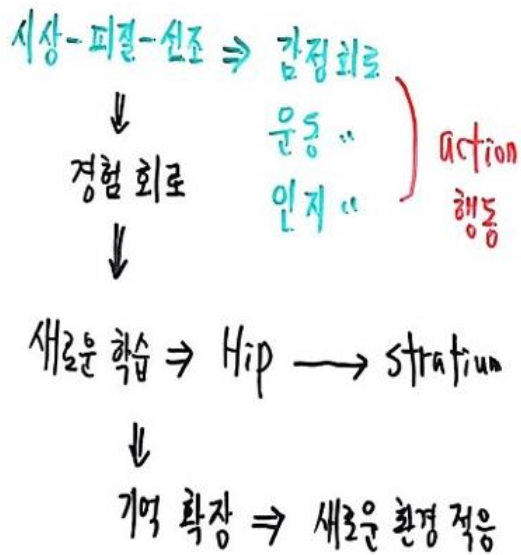 시상-피질-선조 ⇒ 감정회로
⇓ 운동 〃
경험 회로 인지 〃
action
행동
⇓
새로운 학습 ⇒ Hip → stratium
⇓
기억 확장 ⇒ 새로운 환경 적응